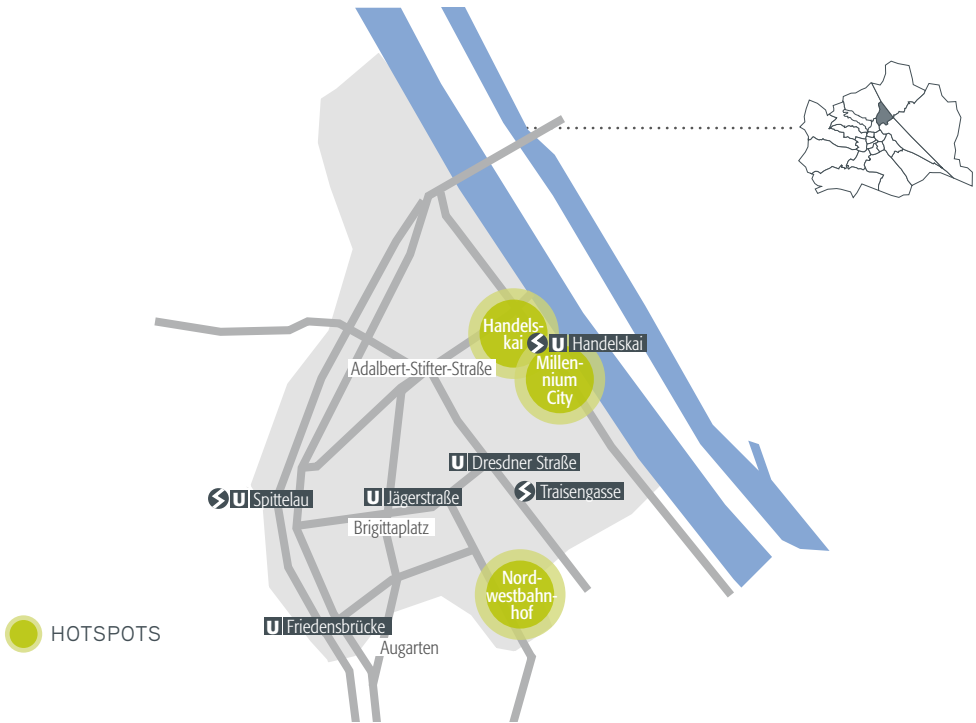 Handels-
kai
U Handelskai
Millen-
nium
City
Adalbert-Stifter-Straße
U Dresdner Straße
Traisengasse
U Spittelau
U Jägerstraße
Brigittaplatz
Nord-
westbahn-
hof
U Friedensbrücke
HOTSPOTS
Augarten